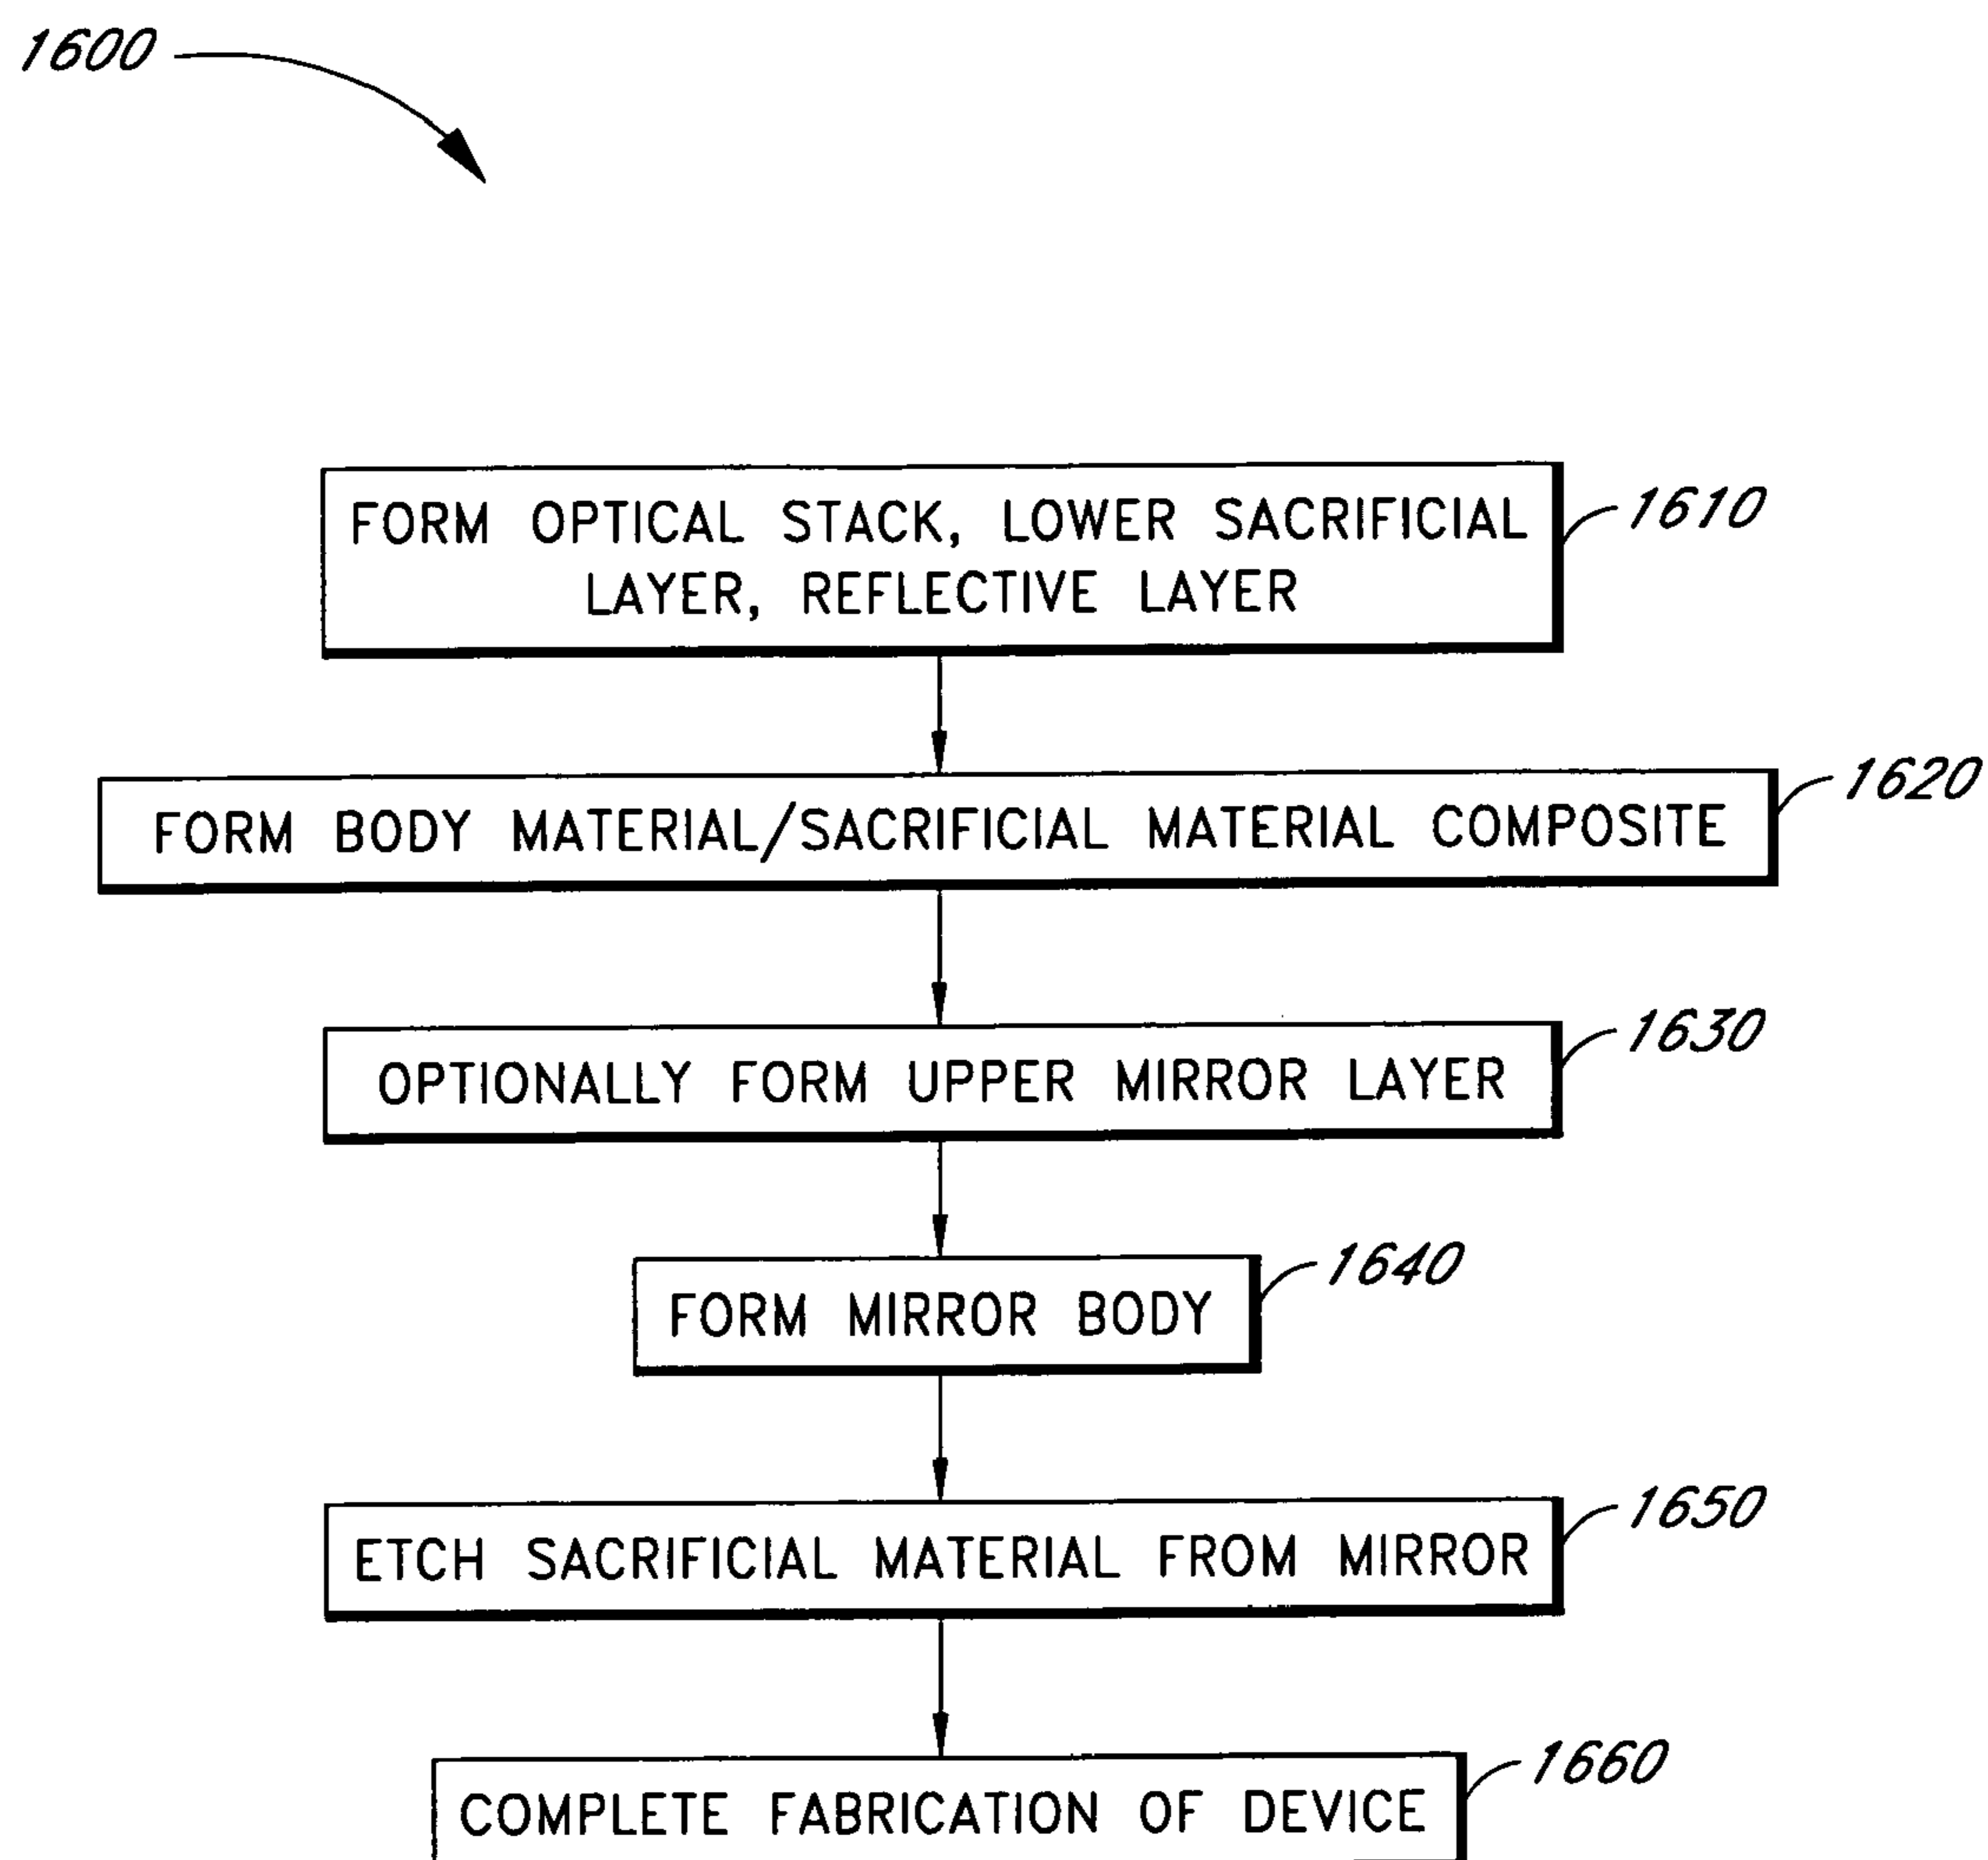 1600
FORM OPTICAL STACK, LOWER SACRIFICIAL
LAYER, REFLECTIVE LAYER
1610
FORM BODY MATERIAL/SACRIFICIAL MATERIAL COMPOSITE
1620
OPTIONALLY FORM UPPER MIRROR LAYER
1630
FORM MIRROR BODY
1640
ETCH SACRIFICIAL MATERIAL FROM MIRROR
1650
COMPLETE FABRICATION OF DEVICE
1660